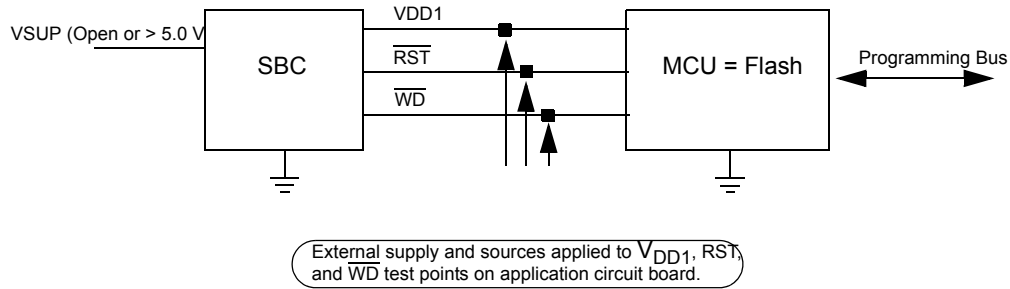 VDD1
VSUP (Open or > 5.0 V
SBC
RST
WD
MCU = Flash
Programming Bus
External supply and sources applied to VDD1, RST,
and WD test points on application circuit board.